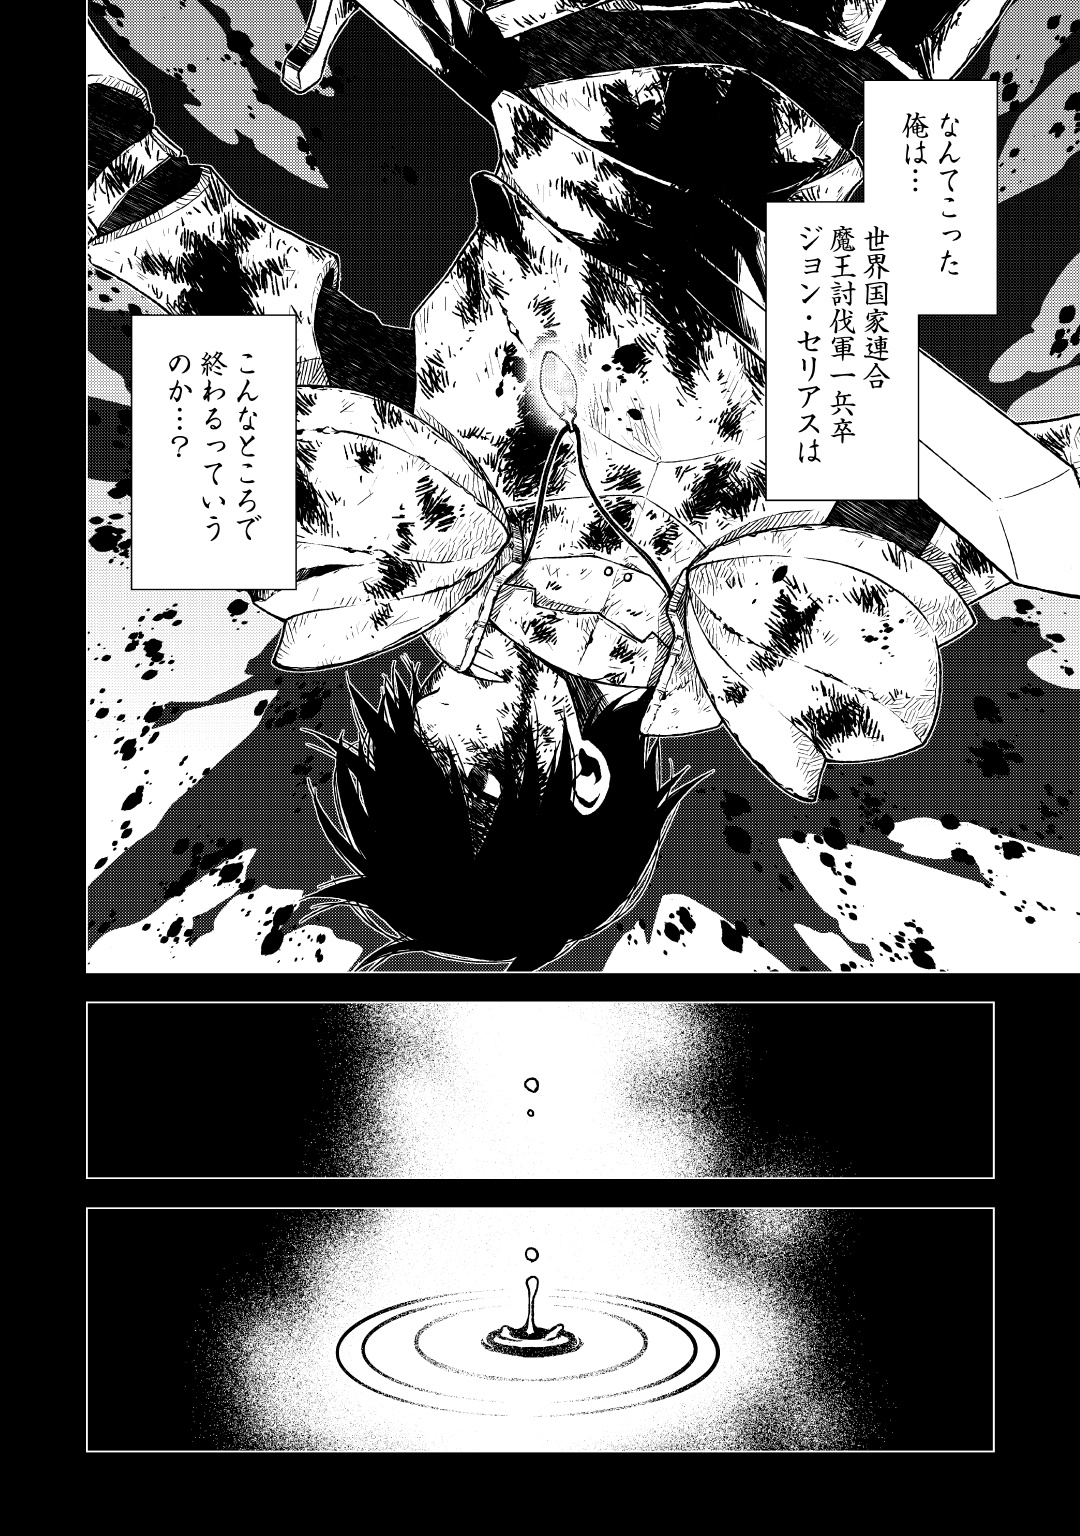 なんてこった
俺は…
世界国家連合
魔王討伐軍一兵卒
ジョン・セリアスは
こんなところで
終わるっていう
のか…？